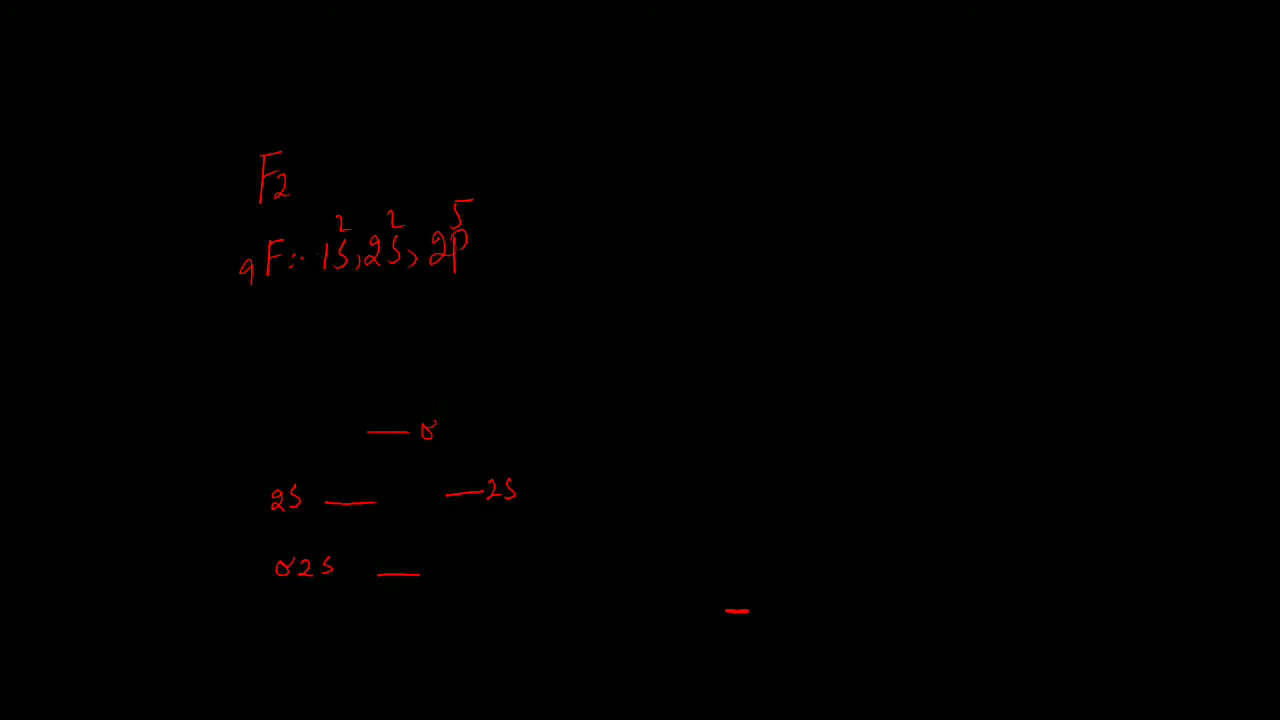 F₂
₉F:- 1s², 2s², 2p⁵
— σ
2s — — 2s
σ2s —